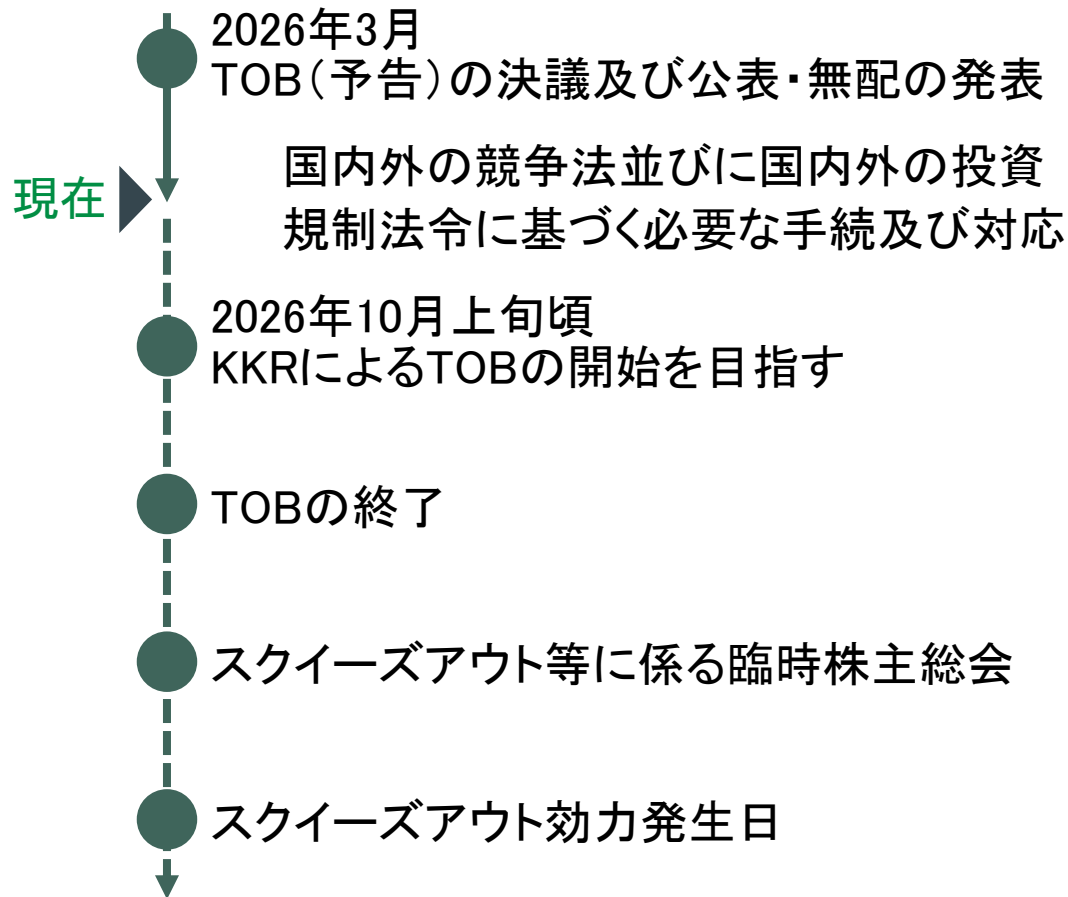 2026年3月
TOB(予告)の決議及び公表・無配の発表
国内外の競争法並びに国内外の投資
規制法令に基づく必要な手続及び対応
現在
2026年10月上旬頃
KKRによるTOBの開始を目指す
TOBの終了
スクイーズアウト等に係る臨時株主総会
スクイーズアウト効力発生日